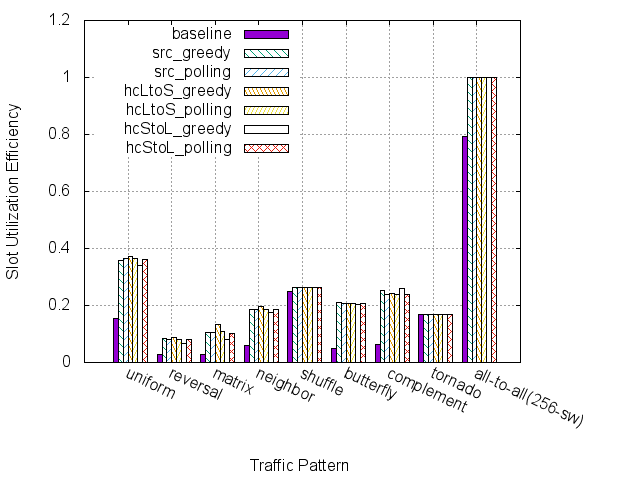 1.2
1
0.8
0.6
0.4
0.2
0
Slot Utilization Efficiency
baseline
src_greedy
src_polling
hcLtoS_greedy
hcLtoS_polling
hcStoL_greedy
hcStoL_polling
uniform
reversal
matrix
neighbor
shuffle
butterfly
complement
tornado
all-to-all(256-sw)
Traffic Pattern